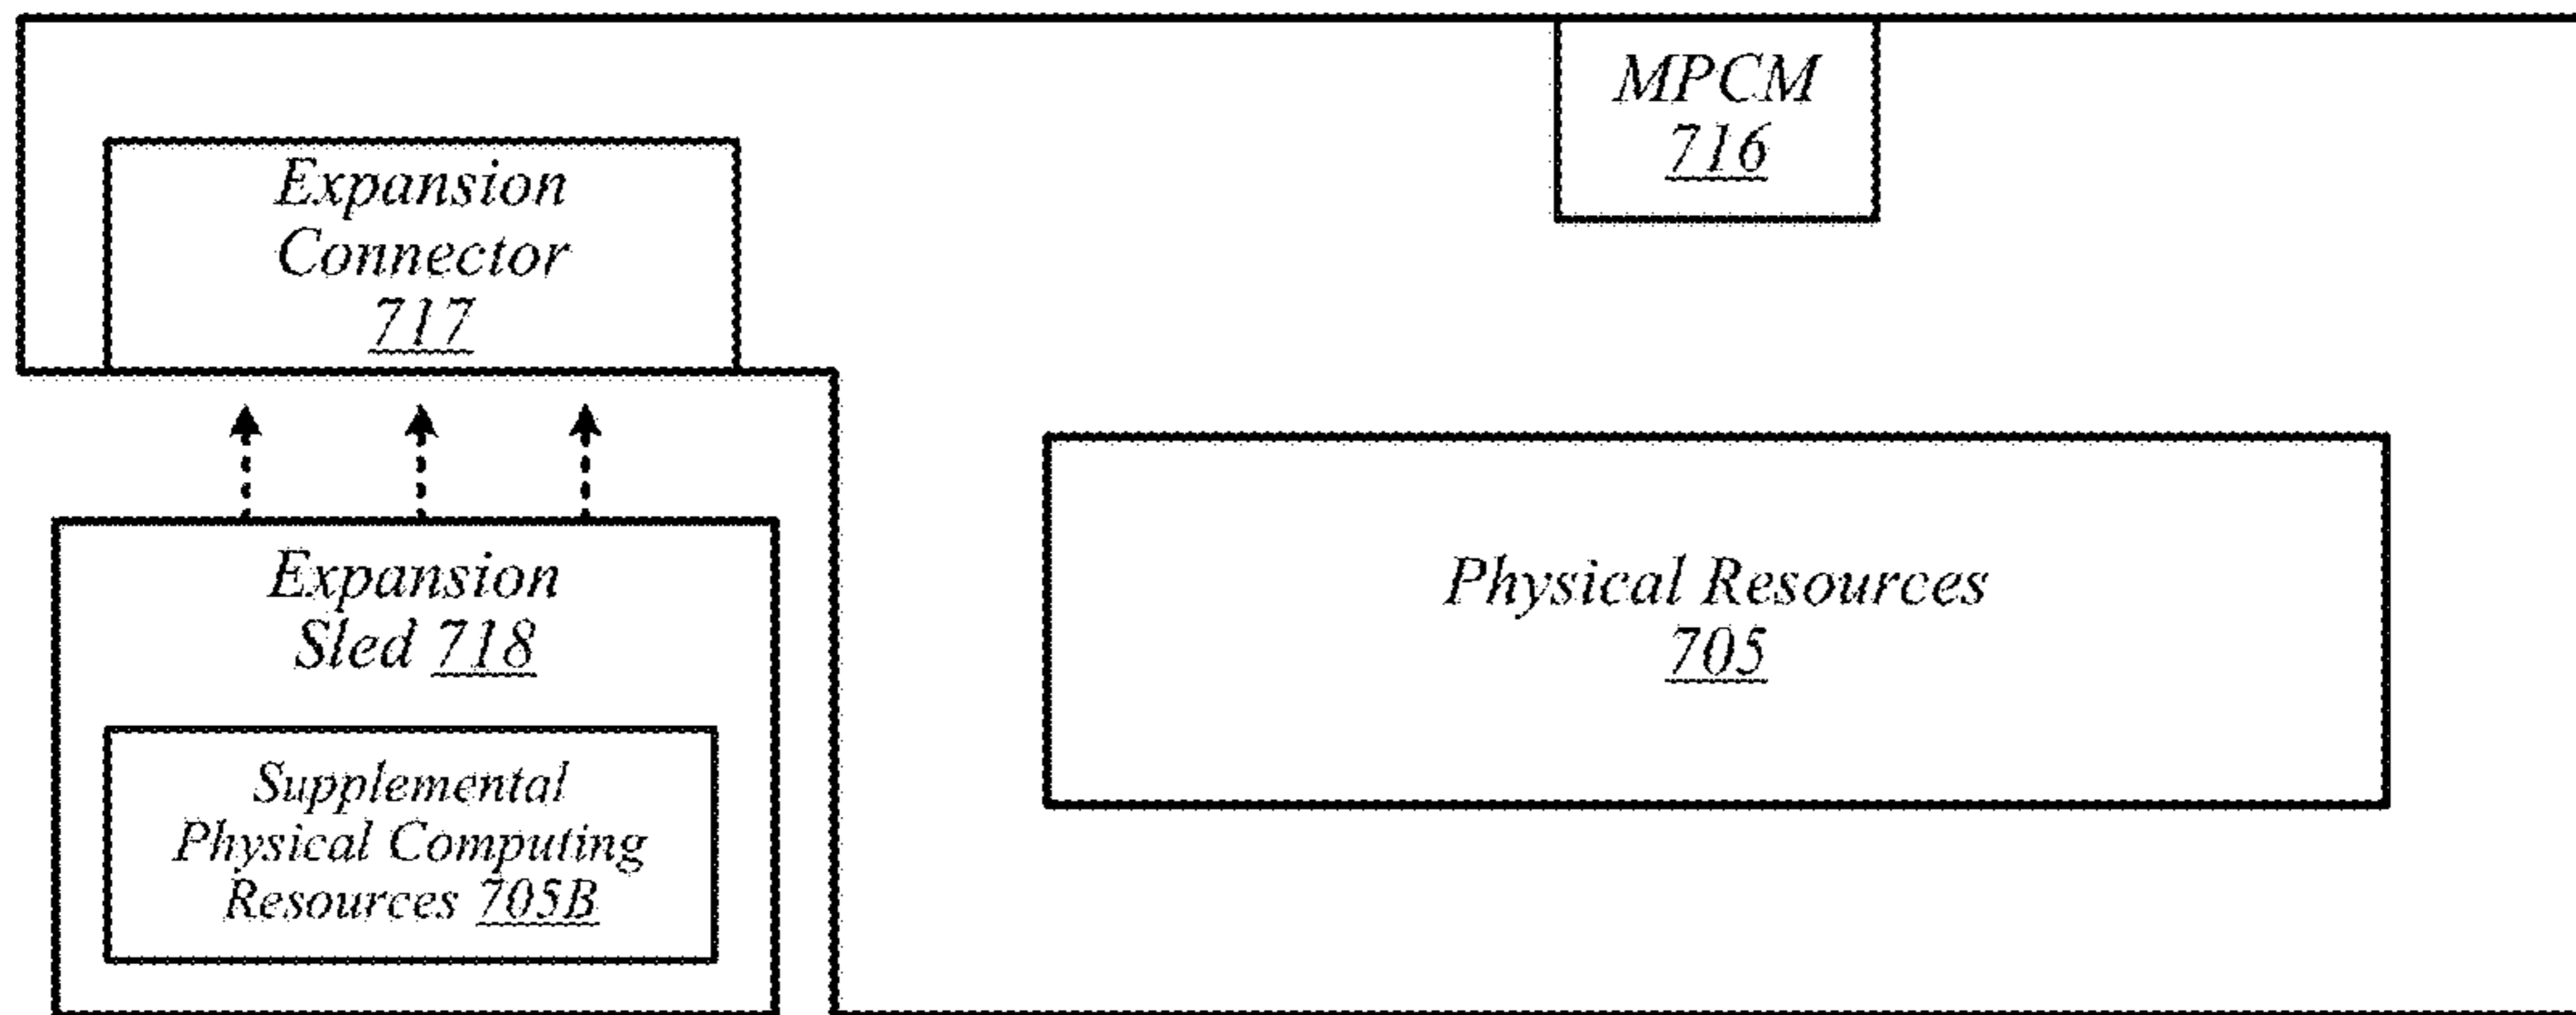 MPCM
716
Expansion
Connector
717
Expansion
Sled 718
Physical Resources
705
Supplemental
Physical Computing
Resources 705B